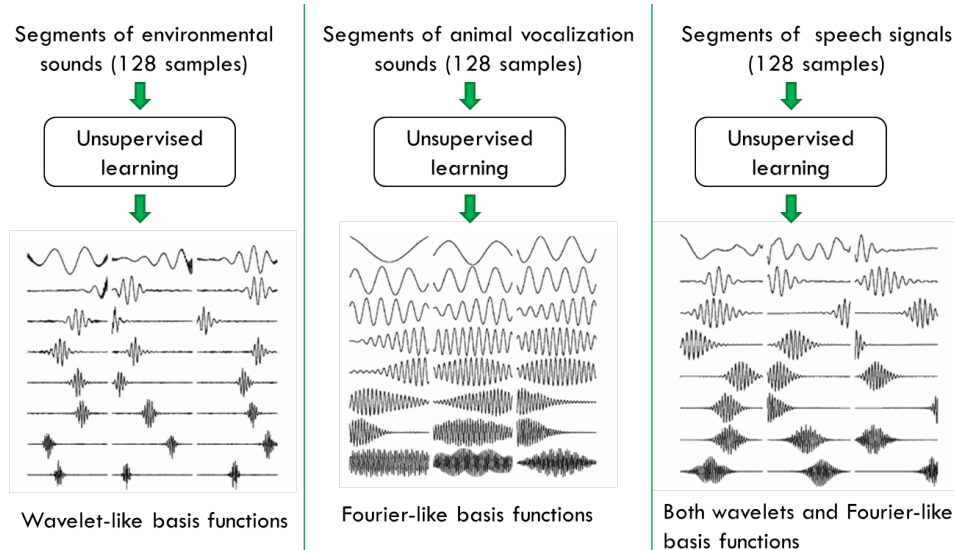 Segments of environmental
sounds (128 samples)
Unsupervised
learning
Wavelet-like basis functions
Segments of animal vocalization
sounds (128 samples)
Unsupervised
learning
Fourier-like basis functions
Segments of speech signals
(128 samples)
Unsupervised
learning
Both wavelets and Fourier-like
basis functions